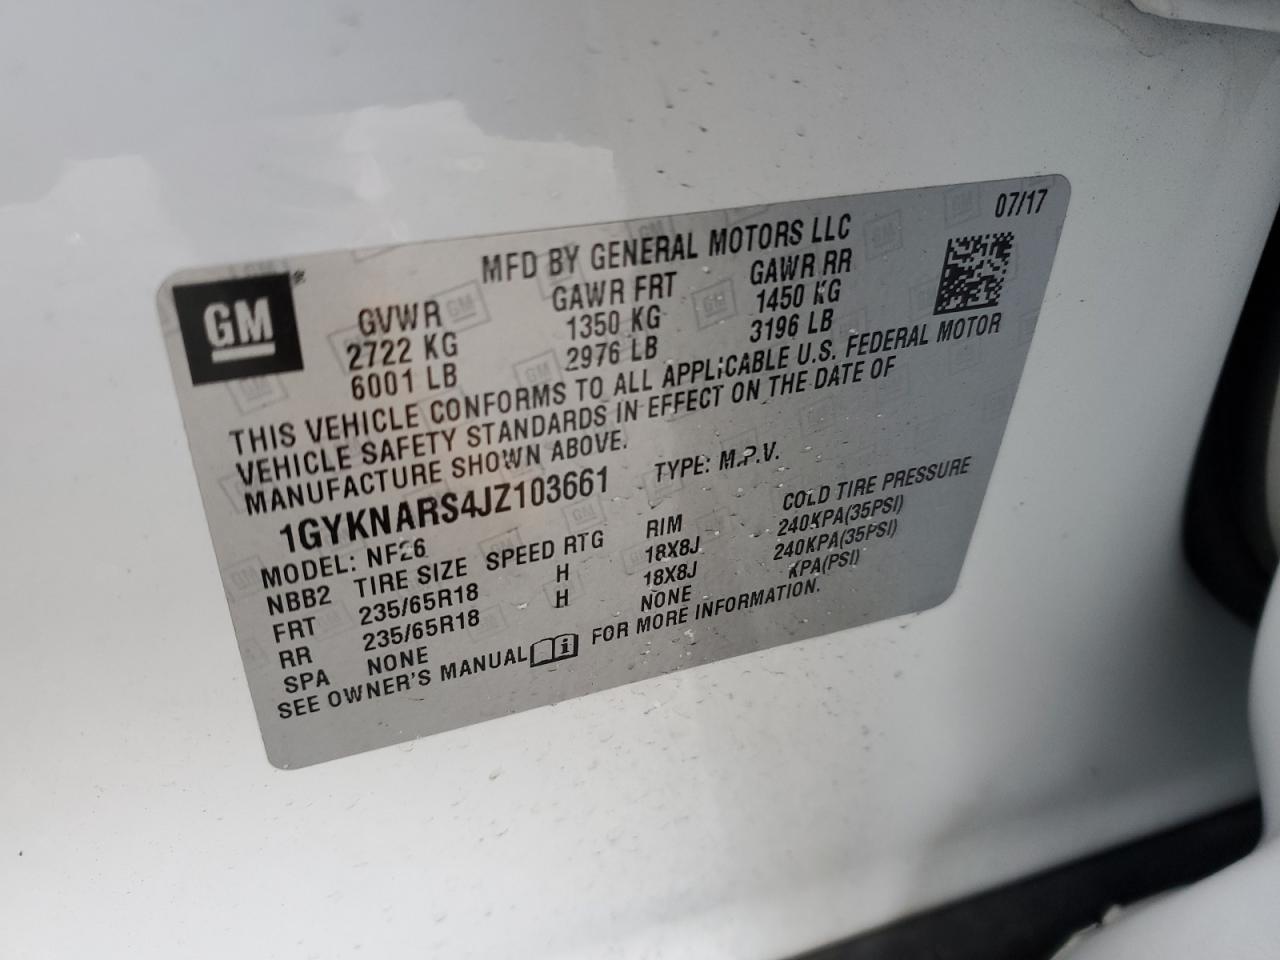 07/17
MFD BY GENERAL MOTORS LLC
GM
GVWR GAWR FRT GAWR RR
2722 KG 1350 KG 1450 KG
6001 LB 2976 LB 3196 LB
THIS VEHICLE CONFORMS TO ALL APPLICABLE U.S. FEDERAL MOTOR
VEHICLE SAFETY STANDARDS IN EFFECT ON THE DATE OF
MANUFACTURE SHOWN ABOVE.
1GYKNARS4JZ103661 TYPE: M.P.V.
MODEL: NF26
NBB2 TIRE SIZE SPEED RTG RIM COLD TIRE PRESSURE
FRT 235/65R18 H 18X8J 240KPA(35PSI)
RR 235/65R18 H 18X8J 240KPA(35PSI)
SPA NONE NONE KPA(PSI)
SEE OWNER'S MANUAL i FOR MORE INFORMATION.